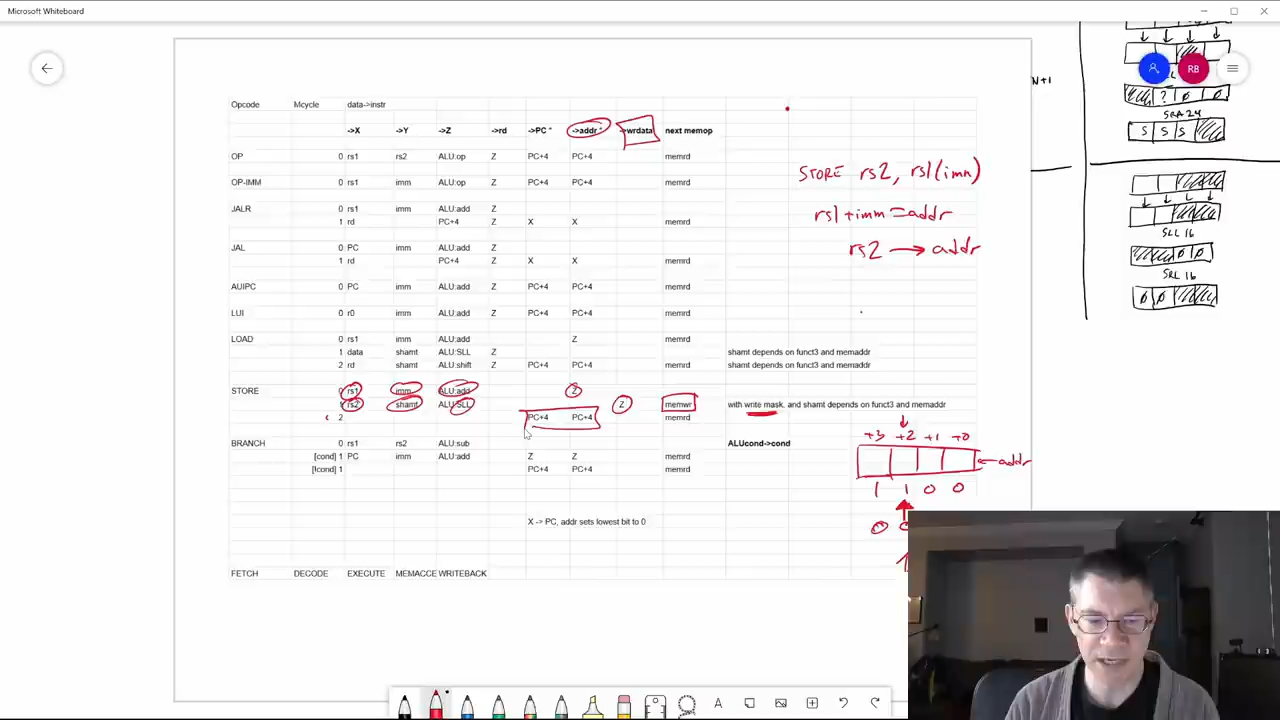 Microsoft Whiteboard
RB
N+1
SRA 24
S S S
SLL 16
SRL 16
Opcode Mcycle data->instr
->X ->Y ->Z ->rd ->PC * ->addr * ->wrdata next memop
OP 0 rs1 rs2 ALU:op Z PC+4 PC+4 memrd
OP-IMM 0 rs1 imm ALU:op Z PC+4 PC+4 memrd
JALR 0 rs1 imm ALU:add Z
1 rd PC+4 X X memrd
JAL 0 PC imm ALU:add Z
1 rd PC+4 X X memrd
AUIPC 0 PC imm ALU:add Z PC+4 PC+4 memrd
LUI 0 r0 imm ALU:add Z PC+4 PC+4 memrd
LOAD 0 rs1 imm ALU:add Z memrd
1 data shamt ALU:SLL Z shamt depends on funct3 and memaddr
2 rd shamt ALU:shift Z PC+4 PC+4 memrd shamt depends on funct3 and memaddr
STORE 0 rs1 imm ALU:add Z
1 rs2 shamt ALU:SLL Z memwr with write mask. and shamt depends on funct3 and memaddr
2 PC+4 PC+4 memrd
BRANCH 0 rs1 rs2 ALU:sub ALUcond->cond
[cond] 1 PC imm ALU:add Z Z memrd
[!cond] 1 PC+4 PC+4 memrd
X -> PC, addr sets lowest bit to 0
FETCH DECODE EXECUTE MEMACCE WRITEBACK
STORE rs2, rs1(imm)
rs1+imm=addr
rs2 → addr
+3 +2 +1 +0
← addr
1 1 0 0